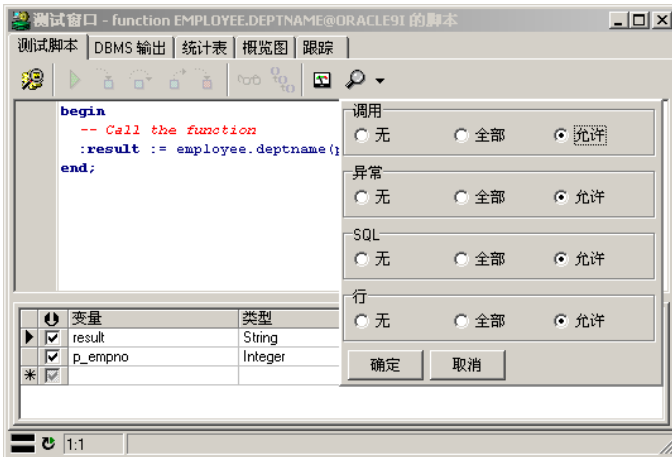 测试窗口 - function EMPLOYEE.DEPTNAME@ORACLE9I 的脚本
测试脚本 DBMS 输出 统计表 概览图 跟踪
begin
-- Call the function
:result := employee.deptname(
end;
调用
无 全部 允许
异常
无 全部 允许
SQL
无 全部 允许
行
无 全部 允许
确定 取消
变量 类型
result String
p_empno Integer
1:1